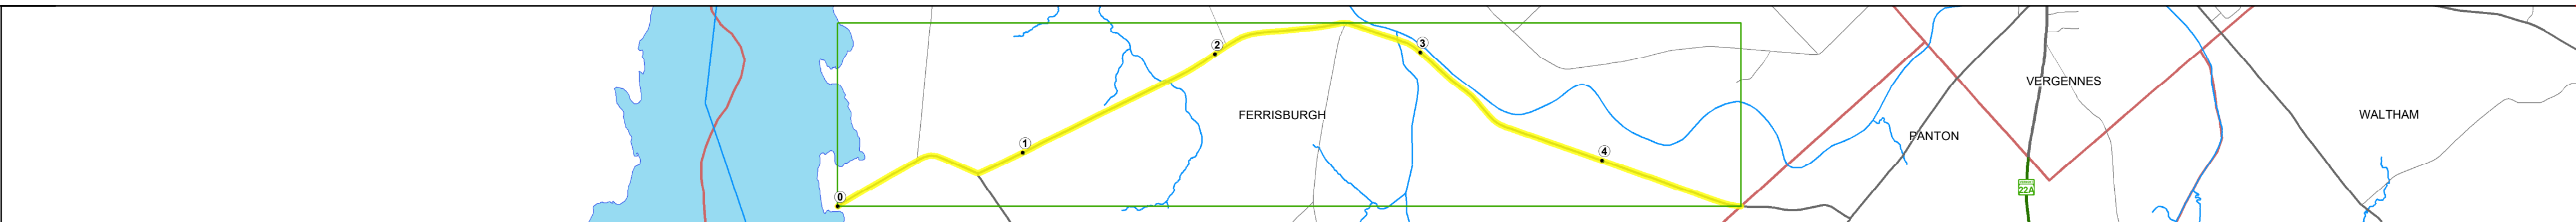 0
1
2
3
4
FERRISBURGH
PANTON
VERGENNES
22A
WALTHAM